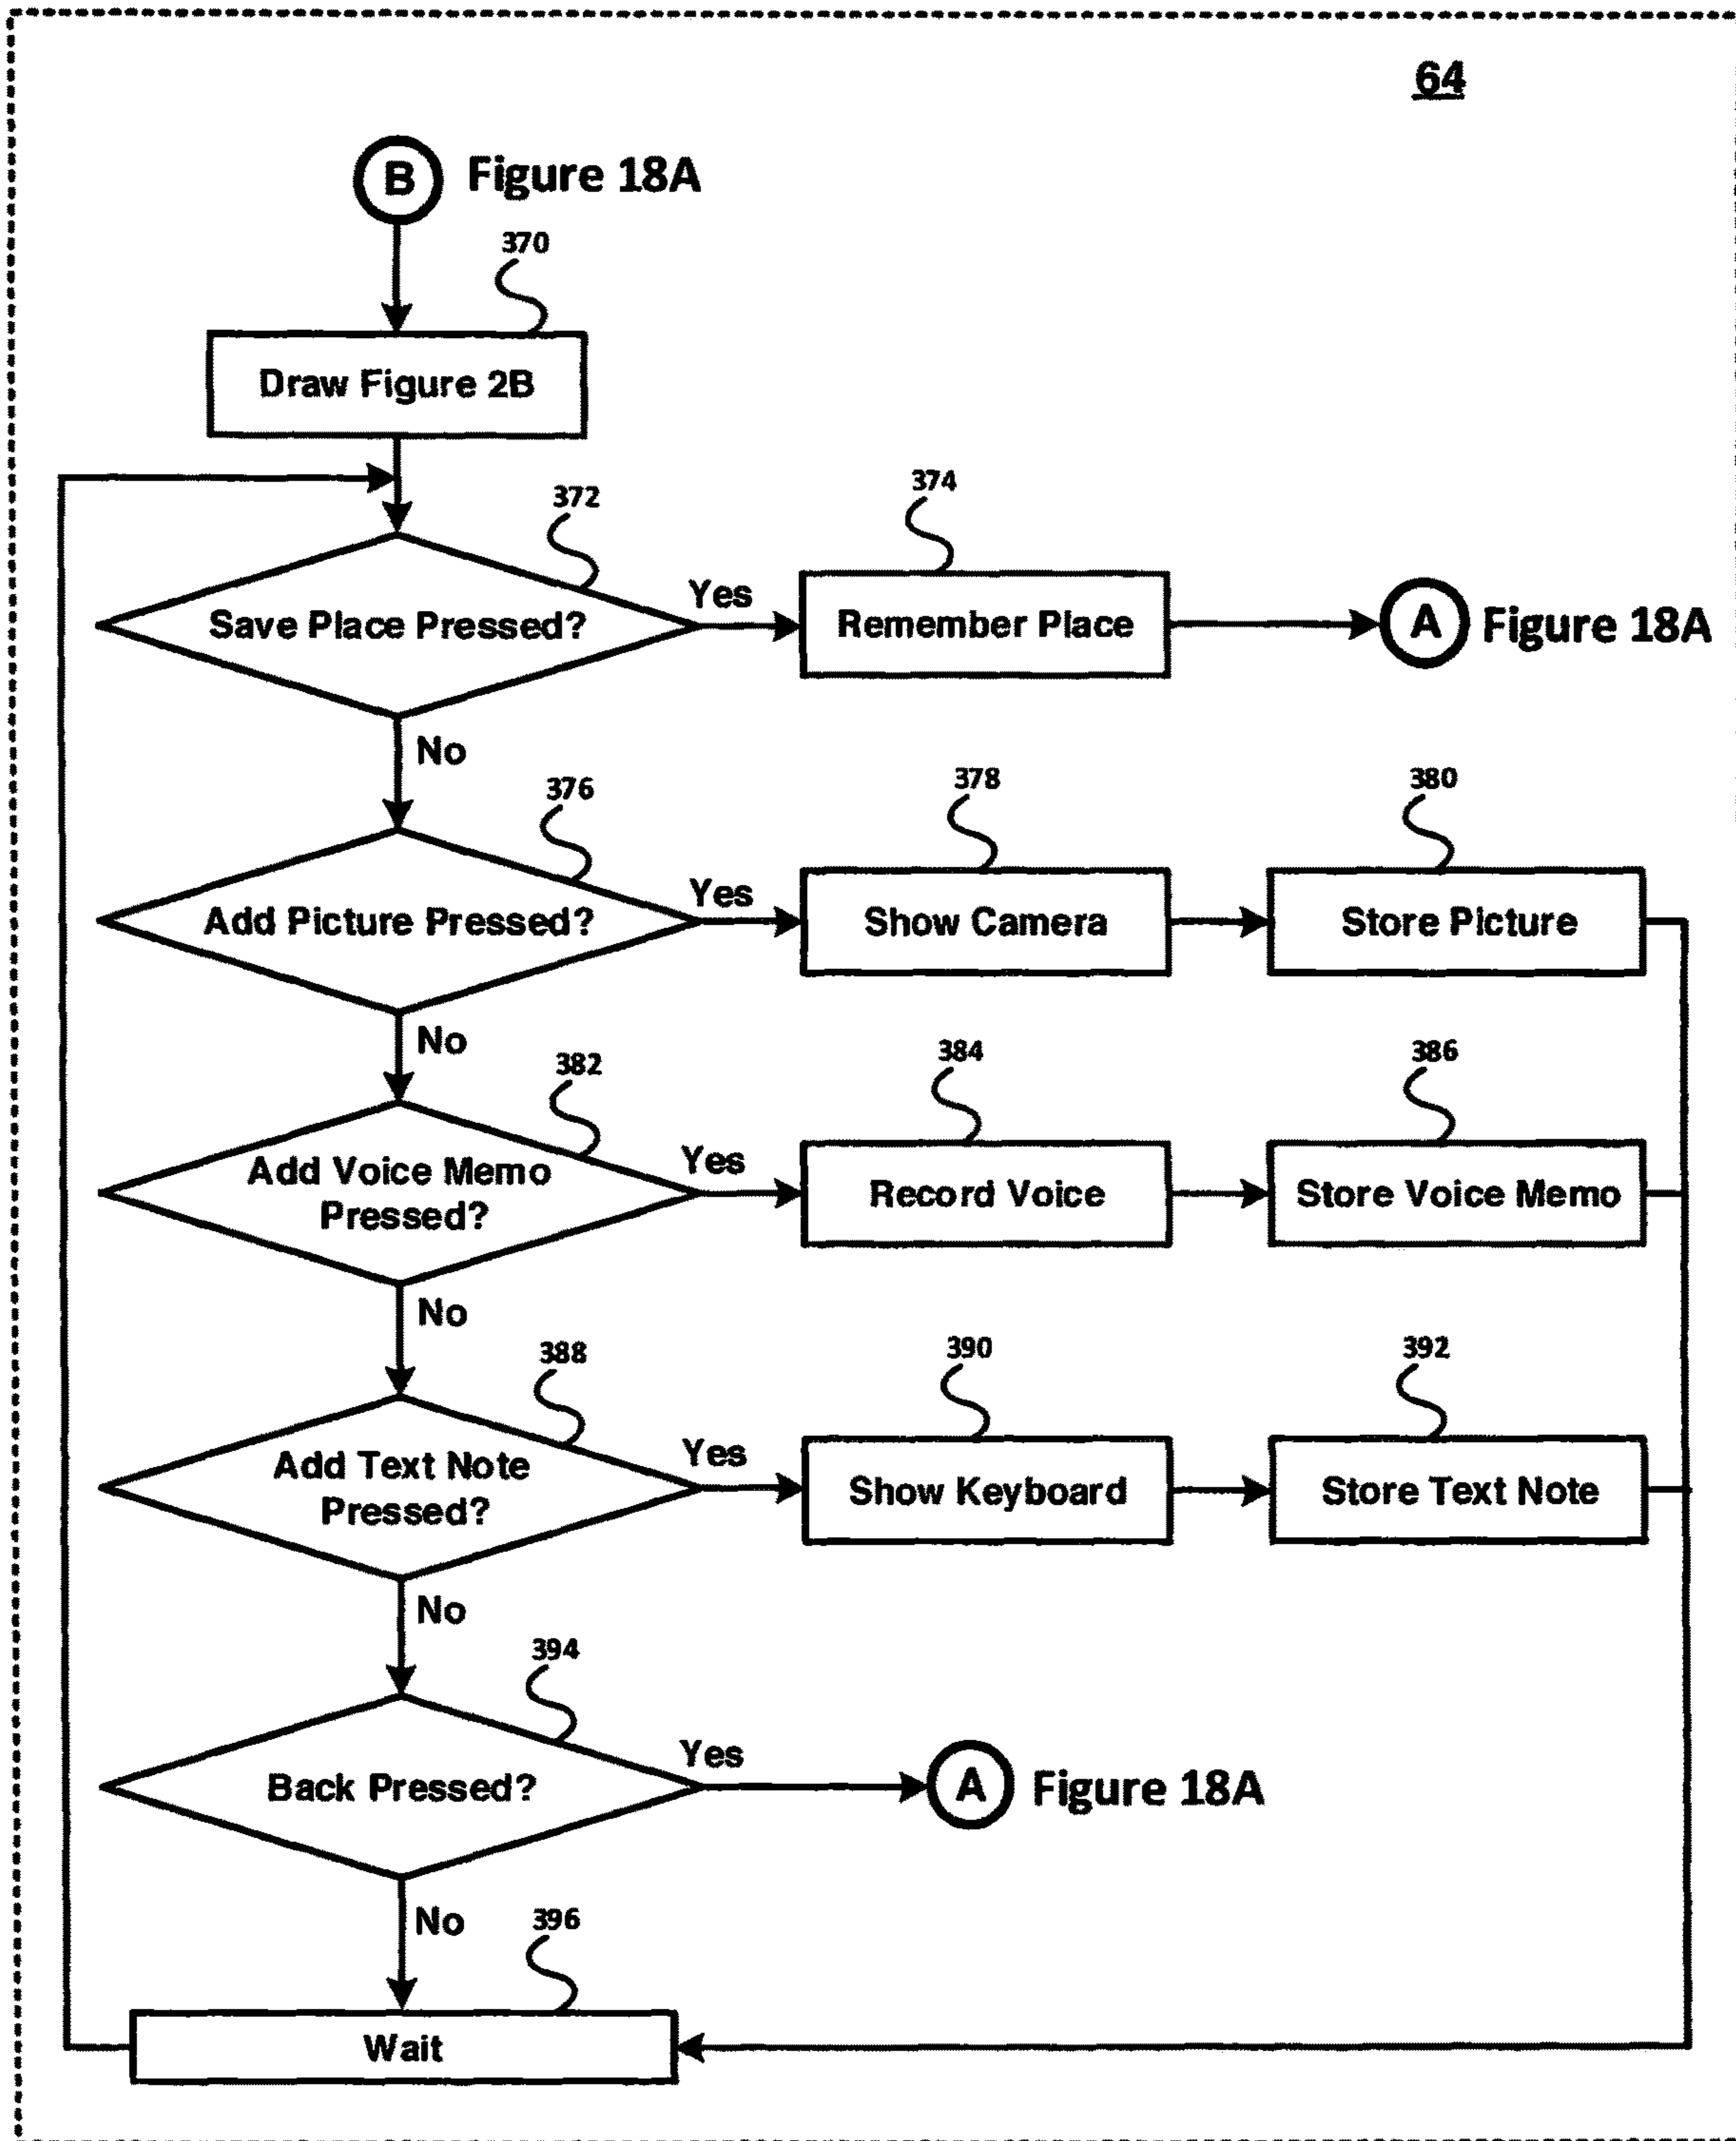 64
B Figure 18A
370
Draw Figure 2B
372
374
Save Place Pressed?
Yes
Remember Place
A Figure 18A
No
376
378
380
Add Picture Pressed?
Yes
Show Camera
Store Picture
No
382
384
386
Add Voice Memo
Pressed?
Yes
Record Voice
Store Voice Memo
No
388
390
392
Add Text Note
Pressed?
Yes
Show Keyboard
Store Text Note
No
394
Back Pressed?
Yes
A Figure 18A
No
396
Wait